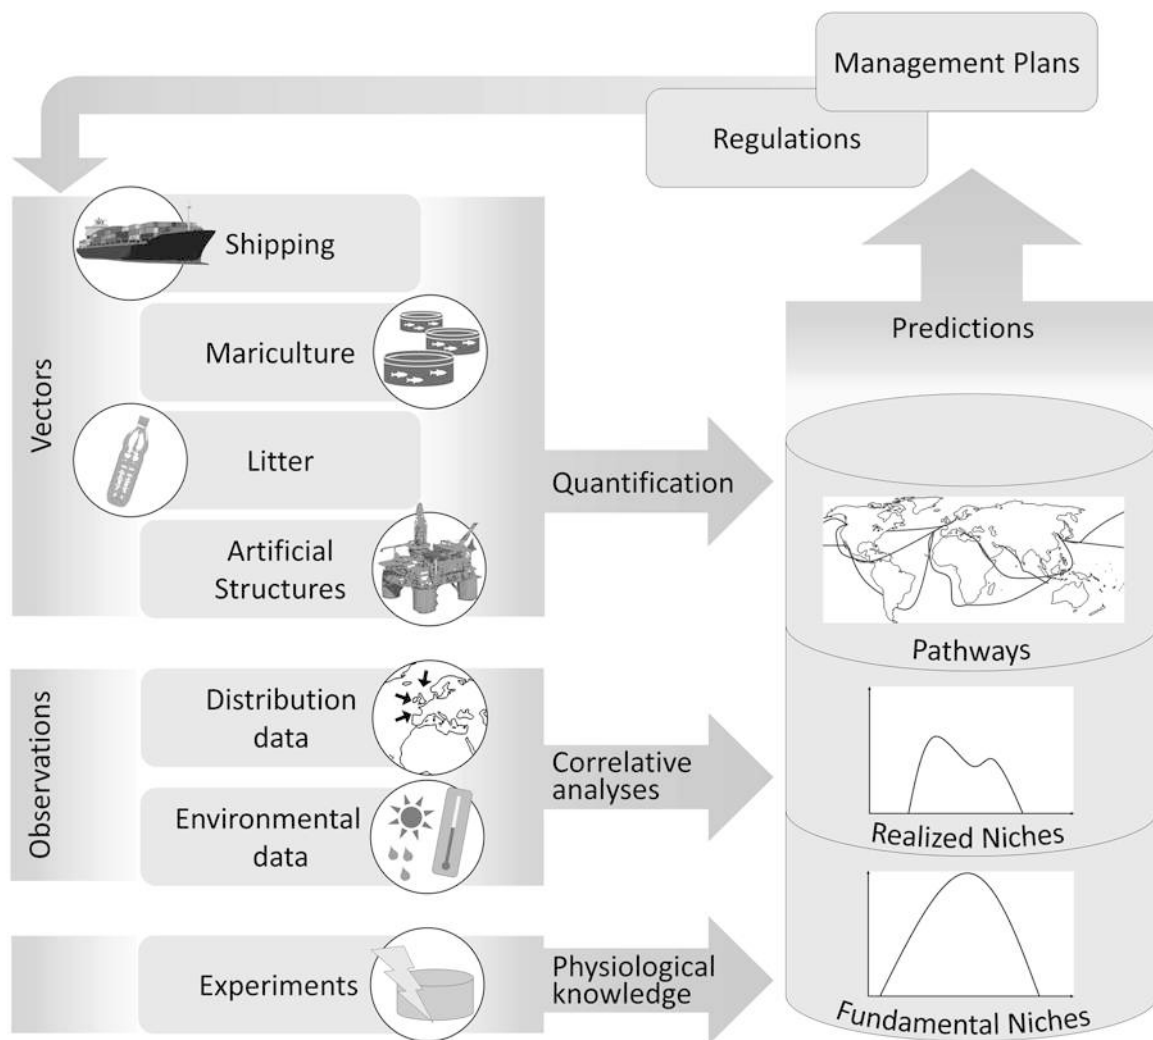 Management Plans
Regulations
Vectors
Shipping
Mariculture
Litter
Artificial
Structures
Quantification
Predictions
Pathways
Observations
Distribution
data
Environmental
data
Correlative
analyses
Realized Niches
Experiments
Physiological
knowledge
Fundamental Niches